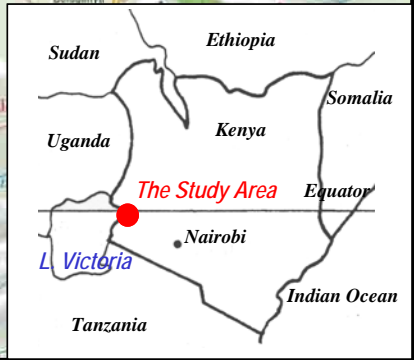 Sudan
Ethiopia
Somalia
Uganda
Kenya
The Study Area
Equator
Nairobi
L. Victoria
Indian Ocean
Tanzania